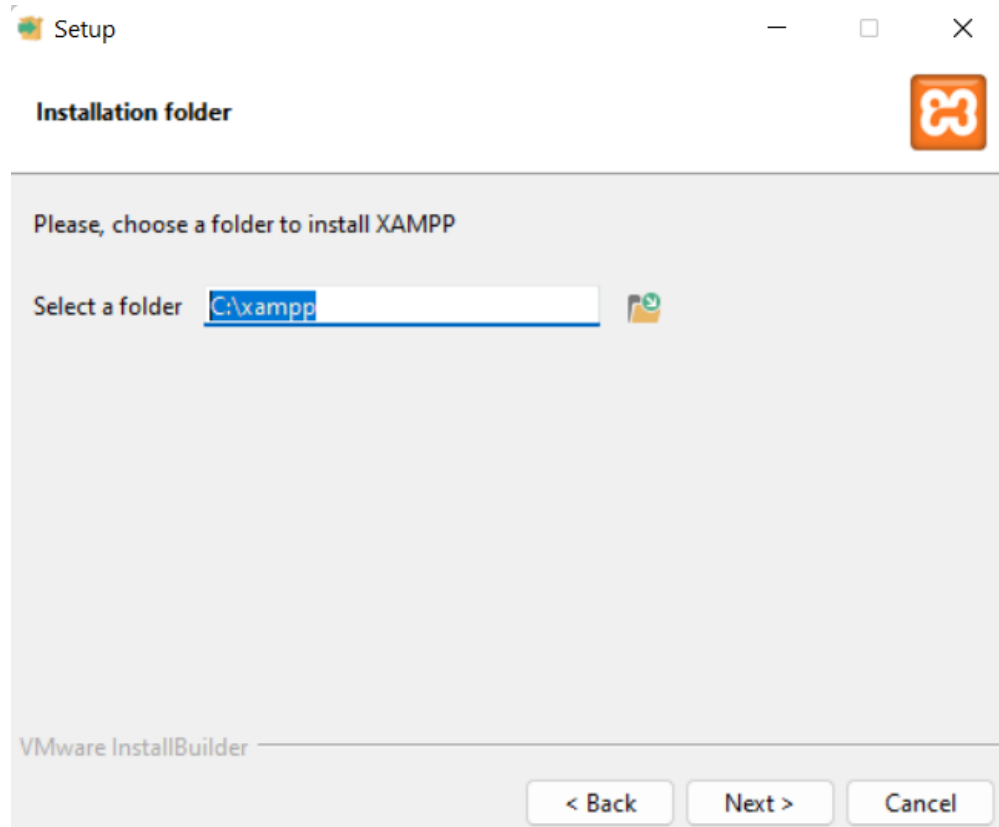 Setup
Installation folder
Please, choose a folder to install XAMPP
Select a folder C:\xampp
VMware InstallBuilder
< Back Next > Cancel